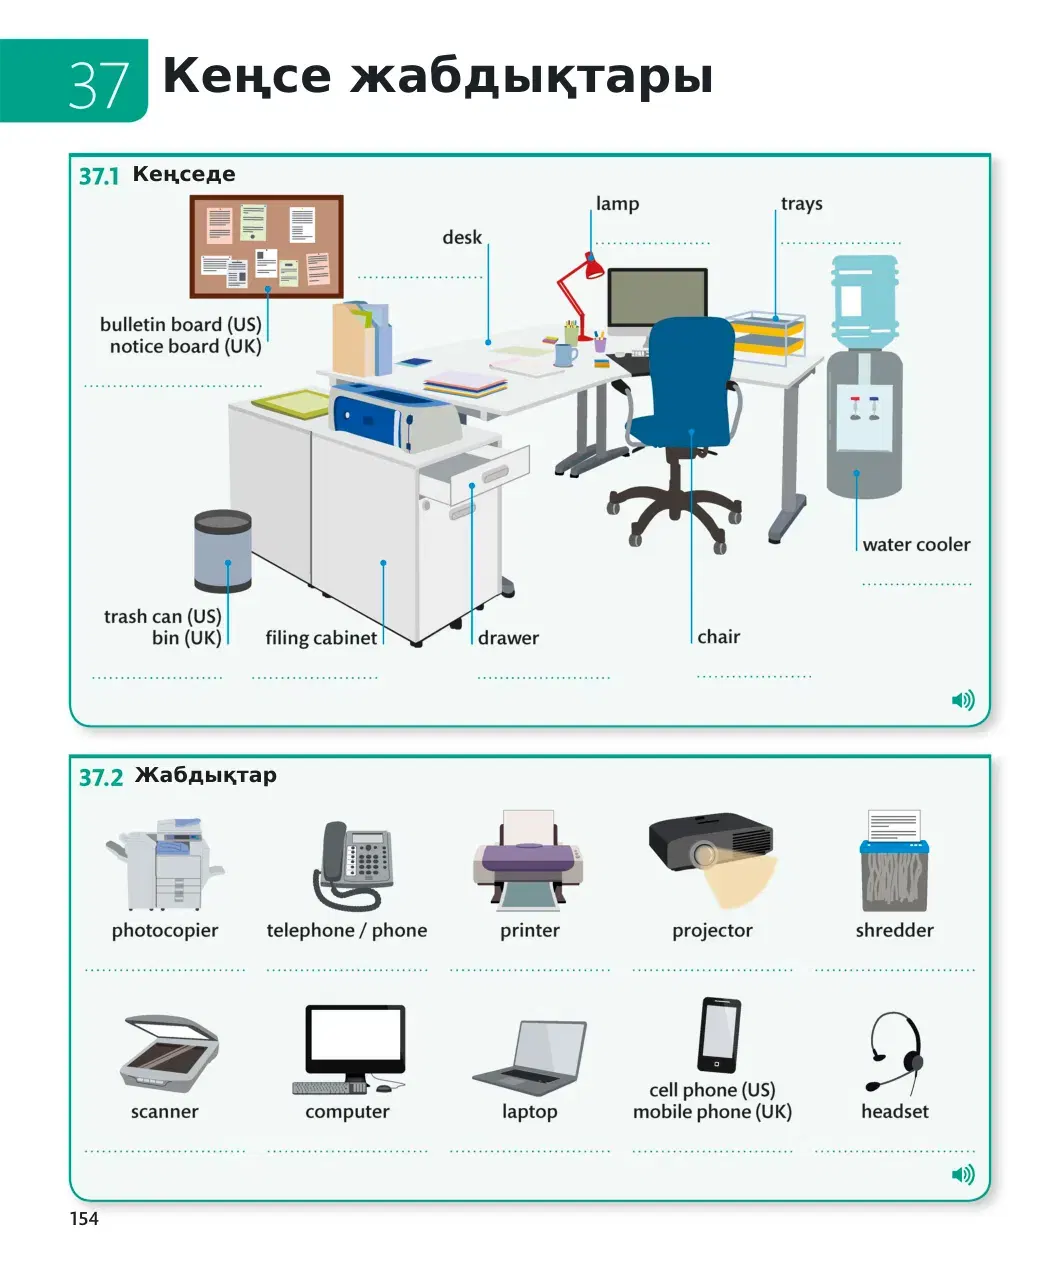 37
Кеңсе жабдықтары
37.1 Кеңседе
lamp
trays
desk
bulletin board (US)
notice board (UK)
water cooler
trash can (US)
bin (UK)
filing cabinet
drawer
chair
37.2 Жабдықтар
photocopier
telephone / phone
printer
projector
shredder
scanner
computer
laptop
cell phone (US)
mobile phone (UK)
headset
154